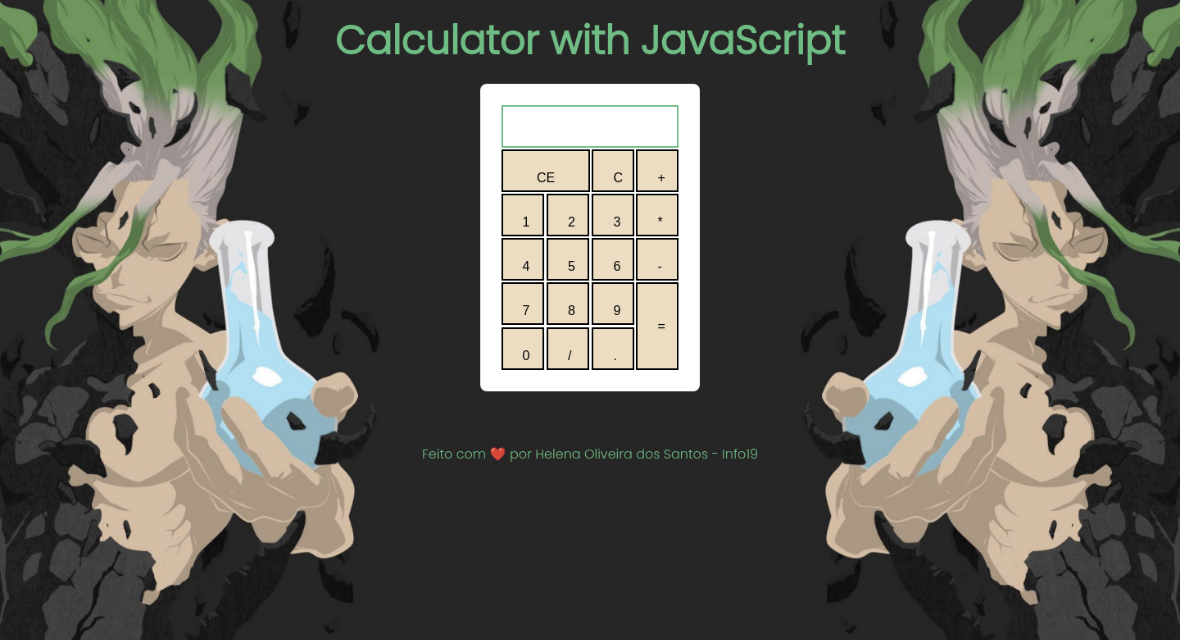 Calculator with JavaScript
CE C +
1 2 3 *
4 5 6 -
7 8 9 =
0 / .
Feito com ❤️ por Helena Oliveira dos Santos - Info19